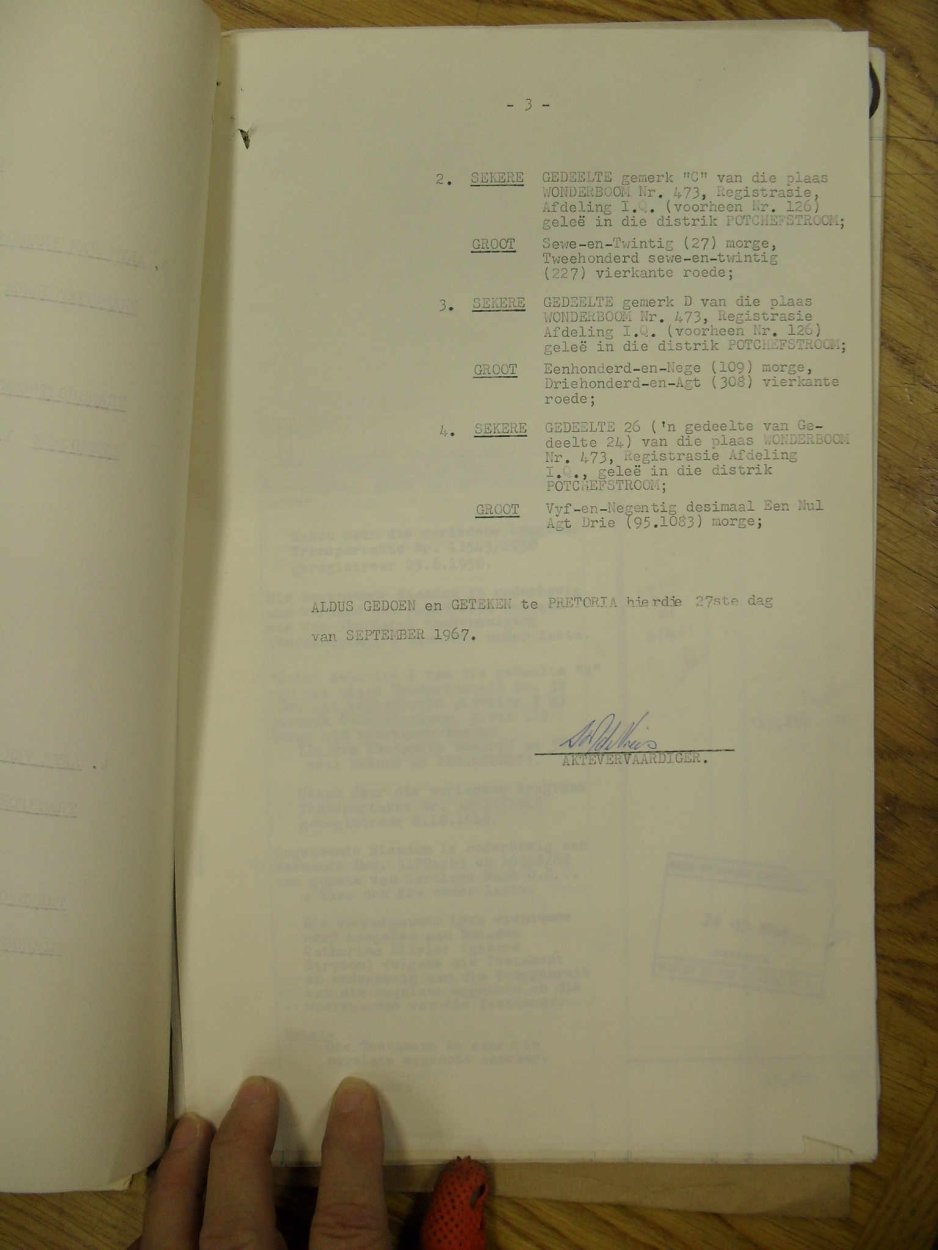 - 3 -
2. SEKERE GEDEELTE gemerk "C" van die plaas
WONDERBOOM Nr. 473, Registrasie,
Afdeling I.Q. (voorheen Nr. 126)
geleë in die distrik POTCHEFSTROOM;
GROOT Sewe-en-Twintig (27) morge,
Tweehonderd sewe-en-twintig
(227) vierkante roede;
3. SEKERE GEDEELTE gemerk D van die plaas
WONDERBOOM Nr. 473, Registrasie
Afdeling I.Q. (voorheen Nr. 126)
geleë in die distrik POTCHEFSTROOM;
GROOT Eenhonderd-en-Nege (109) morge,
Driehonderd-en-Agt (308) vierkante
roede;
4. SEKERE GEDEELTE 26 ('n gedeelte van Ge-
deelte 24) van die plaas WONDERBOOM
Nr. 473, Registrasie Afdeling
I.Q., geleë in die distrik
POTCHEFSTROOM;
GROOT Vyf-en-Negentig desimaal Een Nul
Agt Drie (95.1083) morge;
ALDUS GEDOEN en GETEKEN te PRETORIA hierdie 27ste dag
van SEPTEMBER 1967.
AKTEVERVAARDIGER.